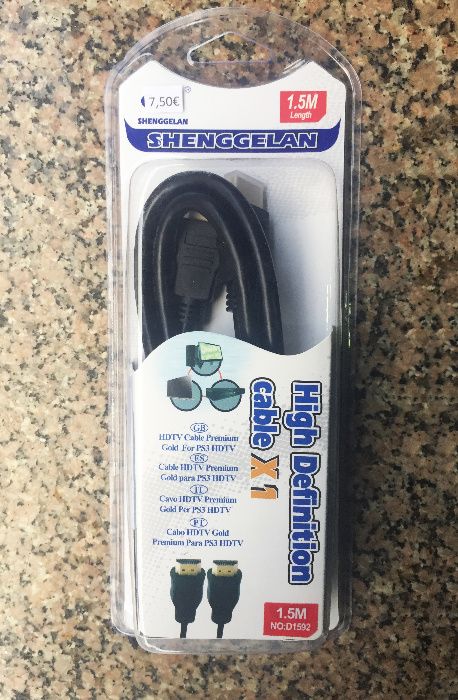 7,50€
1.5M
Length
SHENGGELAN
SHENGGELAN
High Definition
cable X 1
GB
HDTV Cable Premium
Gold For PS3 HDTV
ES
Cable HDTV Premium
Gold para PS3 HDTV
IT
Cavo HDTV Premium
Gold Per PS3 HDTV
PT
Cabo HDTV Gold
Premium Para PS3 HDTV
1.5M
NO:D1592